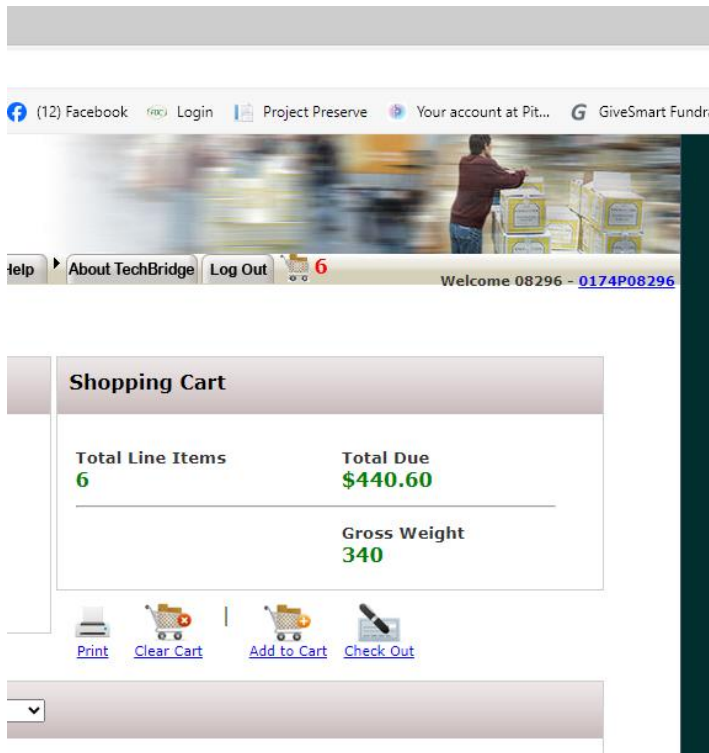 (12) Facebook Login Project Preserve Your account at Pit... G GiveSmart Fundr
Help About TechBridge Log Out 6
Welcome 08296 - 0174P08296
Shopping Cart
Total Line Items Total Due
6 $440.60
Gross Weight
340
Print Clear Cart | Add to Cart Check Out